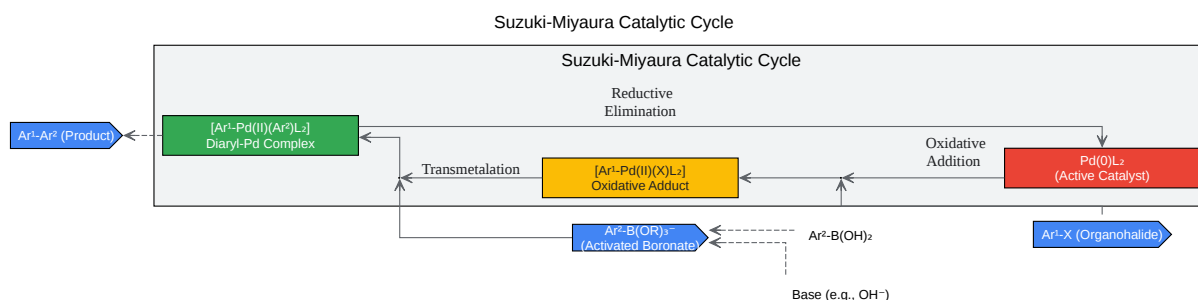 Suzuki-Miyaura Catalytic Cycle
Suzuki-Miyaura Catalytic Cycle
Reductive
Elimination
[Ar¹-Pd(II)(Ar²)L₂]
Diaryl-Pd Complex
Ar¹-Ar² (Product)
Oxidative
Addition
Transmetalation
[Ar¹-Pd(II)(X)L₂]
Oxidative Adduct
Pd(0)L₂
(Active Catalyst)
Ar²-B(OR)₃⁻
(Activated Boronate)
Ar²-B(OH)₂
Ar¹-X (Organohalide)
Base (e.g., OH⁻)